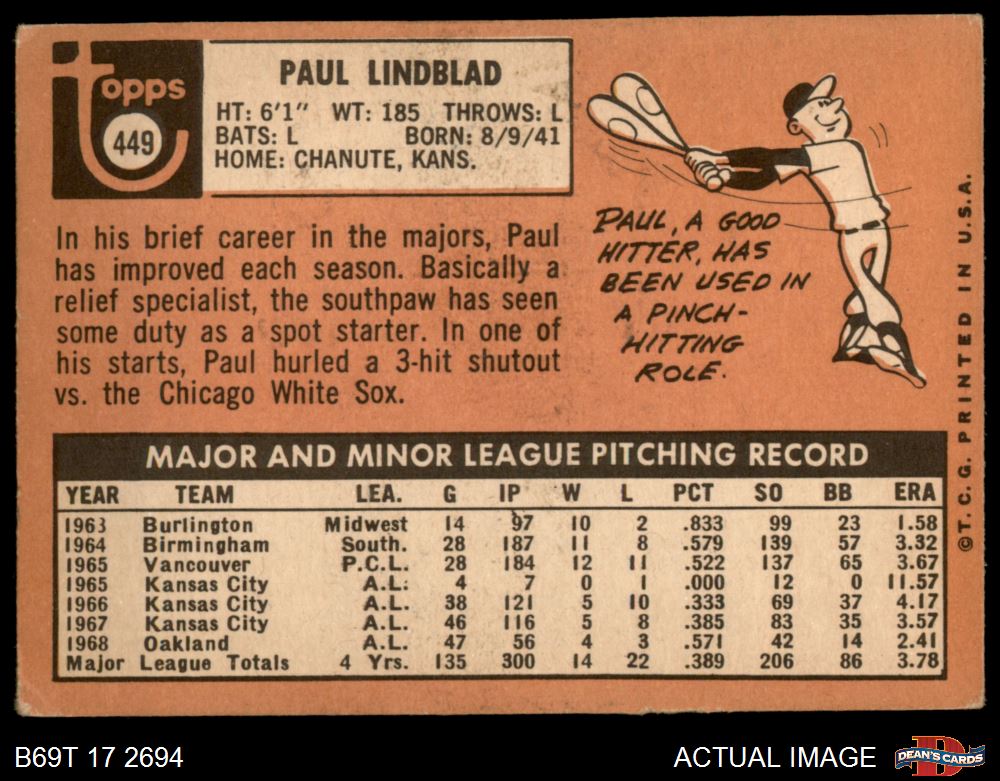 Topps
449
PAUL LINDBLAD
HT: 6'1" WT: 185 THROWS: L
BATS: L BORN: 8/9/41
HOME: CHANUTE, KANS.
In his brief career in the majors, Paul
has improved each season. Basically a
relief specialist, the southpaw has seen
some duty as a spot starter. In one of
his starts, Paul hurled a 3-hit shutout
vs. the Chicago White Sox.
PAUL, A GOOD
HITTER, HAS
BEEN USED IN
A PINCH-
HITTING
ROLE.
©T.C.G. PRINTED IN U.S.A.
MAJOR AND MINOR LEAGUE PITCHING RECORD
YEAR TEAM LEA. G IP W L PCT SO BB ERA
1963 Burlington Midwest 14 97 10 2 .833 99 23 1.58
1964 Birmingham South. 28 187 11 8 .579 139 57 3.32
1965 Vancouver P.C.L. 28 184 12 11 .522 137 65 3.67
1965 Kansas City A.L. 4 7 0 1 .000 12 0 11.57
1966 Kansas City A.L. 38 121 5 10 .333 69 37 4.17
1967 Kansas City A.L. 46 116 5 8 .385 83 35 3.57
1968 Oakland A.L. 47 56 4 3 .571 42 14 2.41
Major League Totals 4 Yrs. 135 300 14 22 .389 206 86 3.78
B69T 17 2694
ACTUAL IMAGE
D
DEAN'S CARDS